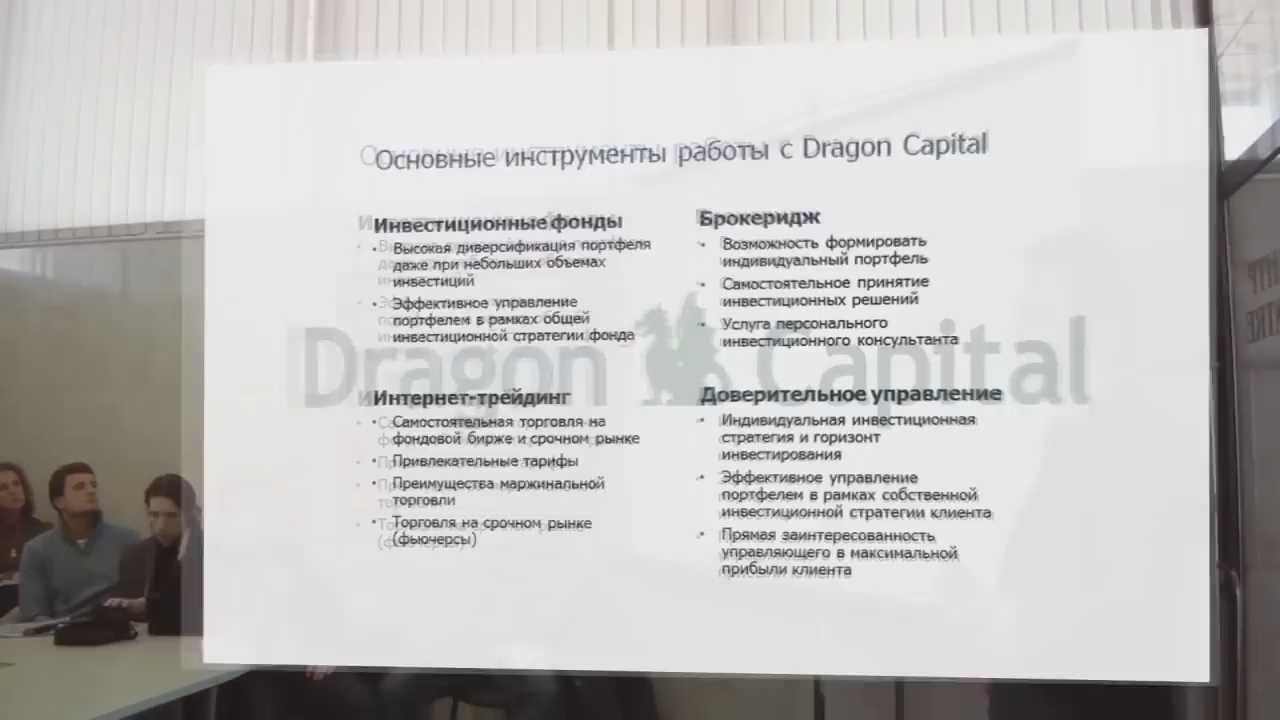 Основные инструменты работы с Dragon Capital
Инвестиционные фонды
• Высокая диверсификация портфеля
даже при небольших объемах
инвестиций
• Эффективное управление
портфелем в рамках общей
инвестиционной стратегии фонда
Интернет-трейдинг
• Самостоятельная торговля на
фондовой бирже и срочном рынке
• Привлекательные тарифы
• Преимущества маржинальной
торговли
• Торговля на срочном рынке
(фьючерсы)
Брокеридж
• Возможность формировать
индивидуальный портфель
• Самостоятельное принятие
инвестиционных решений
• Услуга персонального
инвестиционного консультанта
Доверительное управление
• Индивидуальная инвестиционная
стратегия и горизонт
инвестирования
• Эффективное управление
портфелем в рамках собственной
инвестиционной стратегии клиента
• Прямая заинтересованность
управляющего в максимальной
прибыли клиента
Dragon Capital